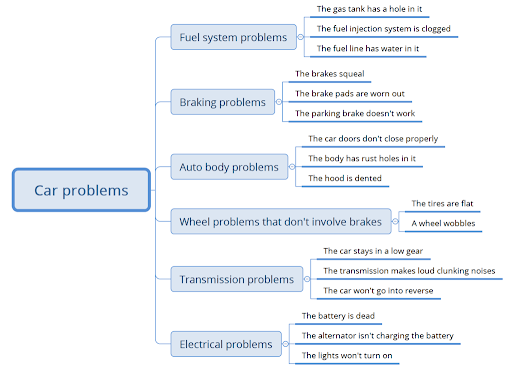 Car problems
Fuel system problems
The gas tank has a hole in it
The fuel injection system is clogged
The fuel line has water in it
Braking problems
The brakes squeal
The brake pads are worn out
The parking brake doesn't work
Auto body problems
The car doors don't close properly
The body has rust holes in it
The hood is dented
Wheel problems that don't involve brakes
The tires are flat
A wheel wobbles
Transmission problems
The car stays in a low gear
The transmission makes loud clunking noises
The car won't go into reverse
Electrical problems
The battery is dead
The alternator isn't charging the battery
The lights won't turn on